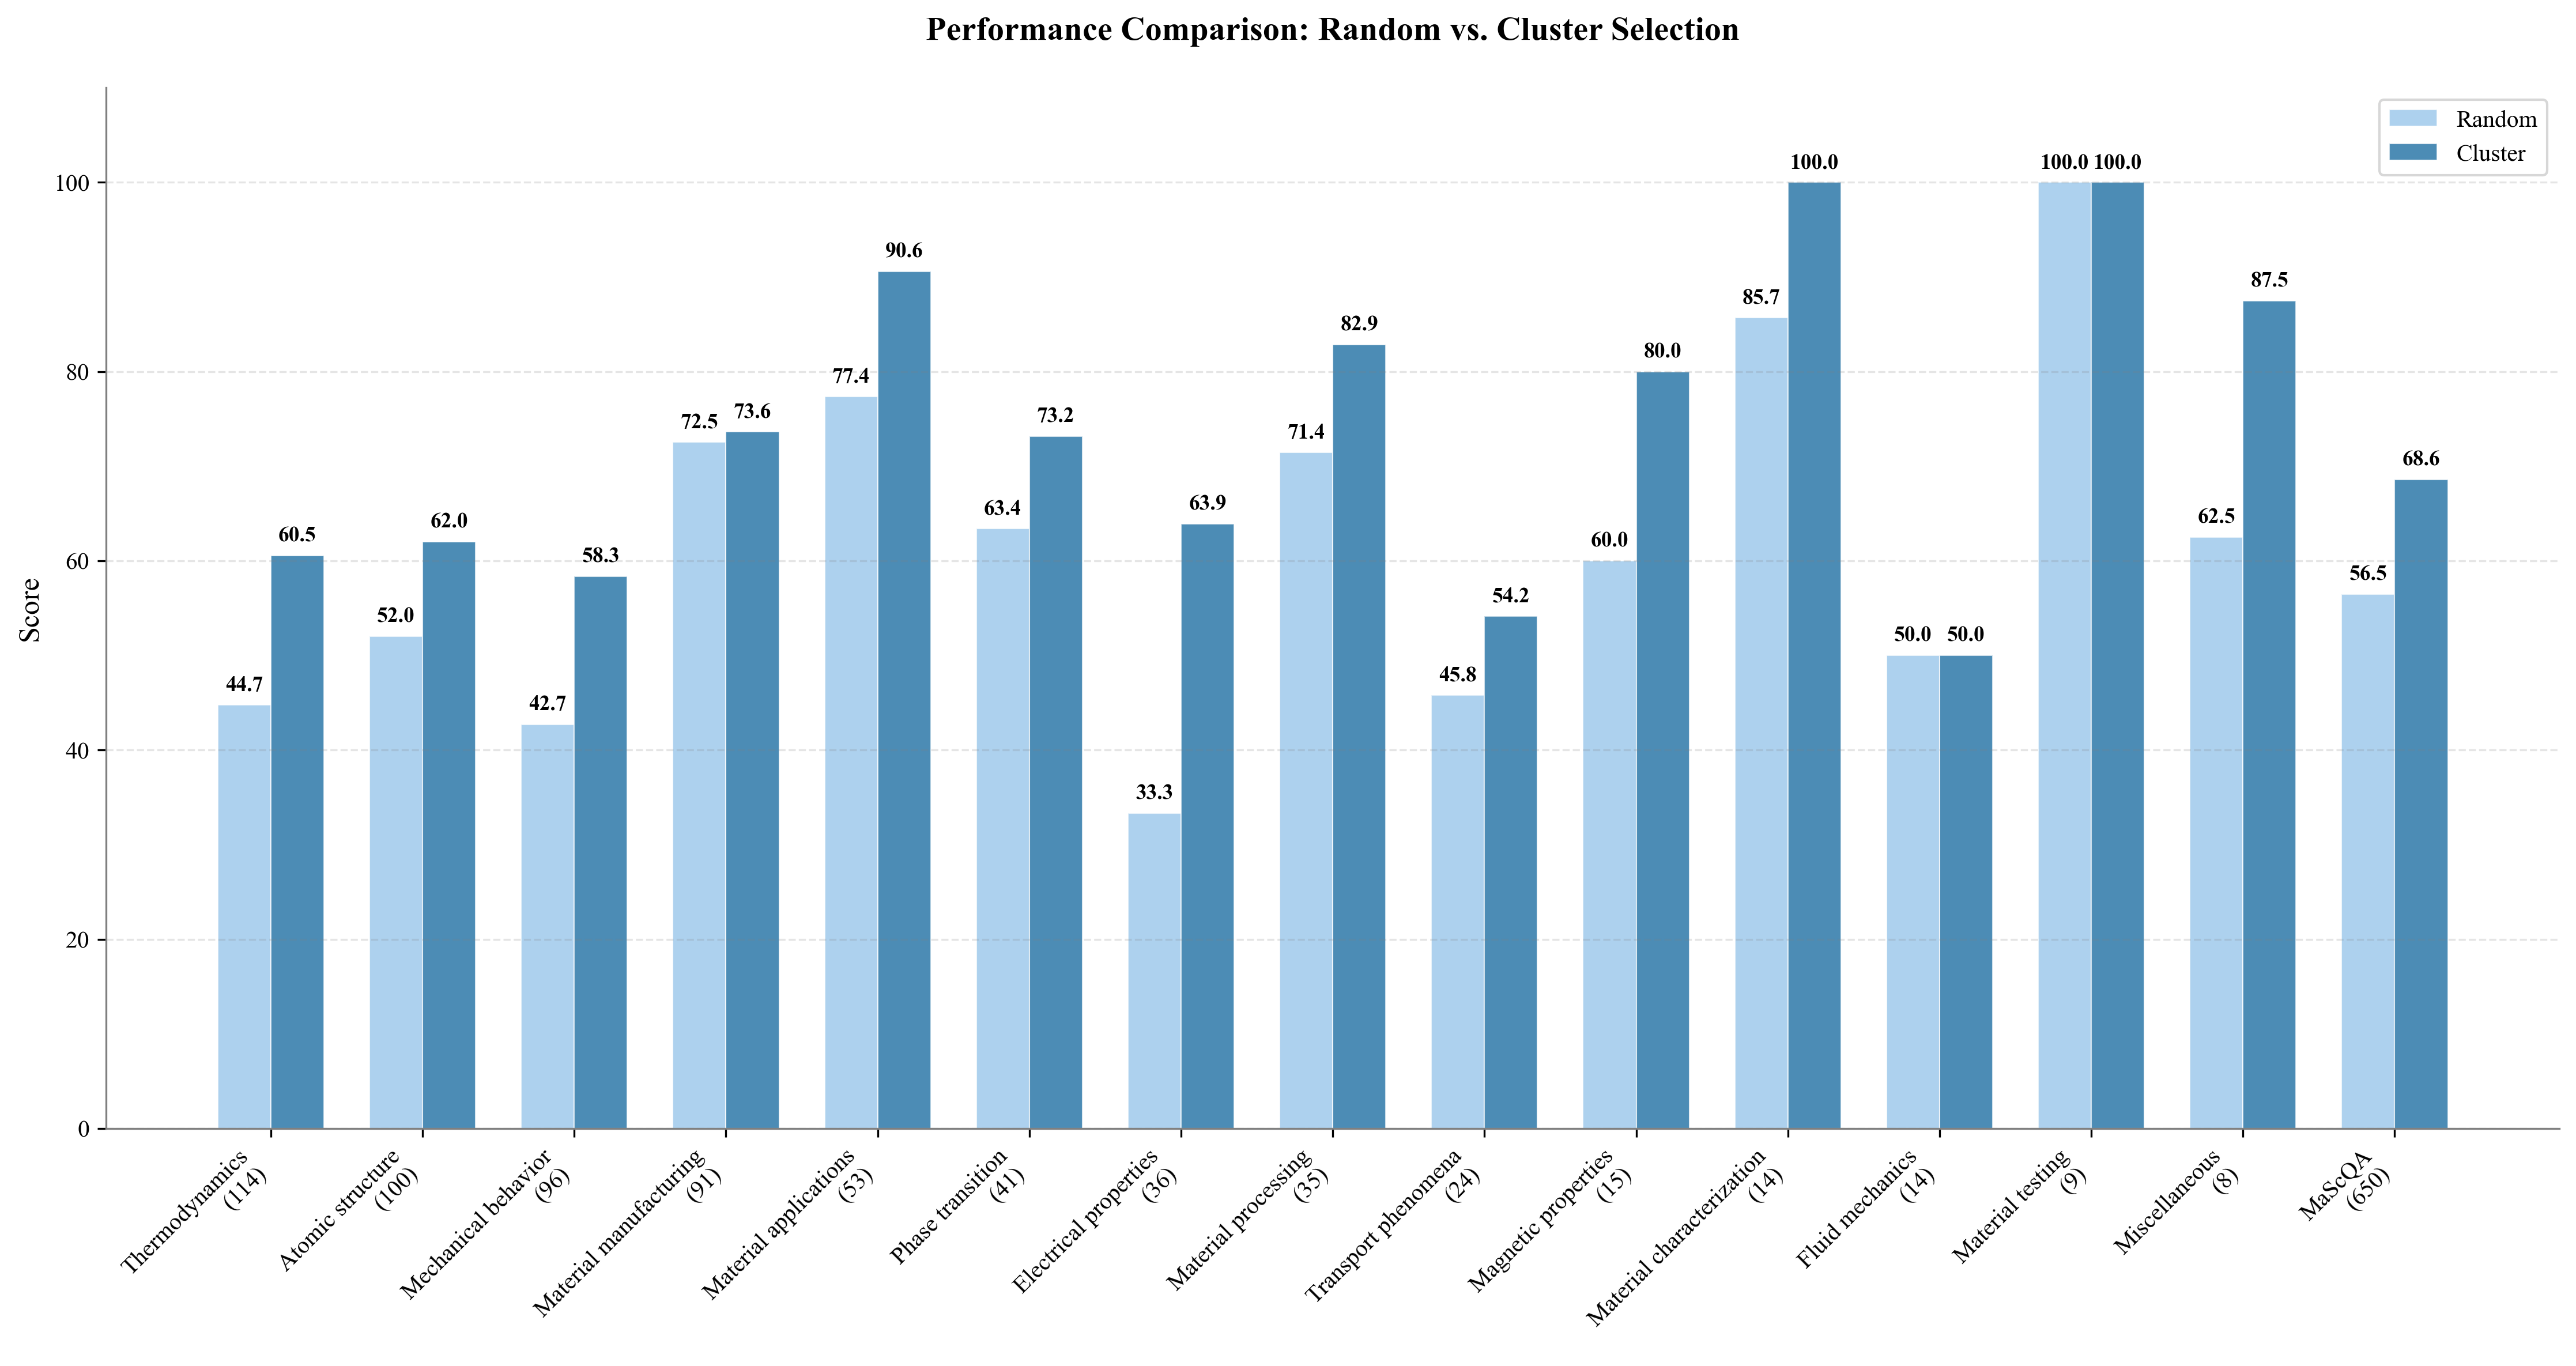 Performance Comparison: Random vs. Cluster Selection
Random
Cluster
Score
100
80
60
40
20
0
44.7
60.5
52.0
62.0
42.7
58.3
72.5
73.6
77.4
90.6
63.4
73.2
33.3
63.9
71.4
82.9
45.8
54.2
60.0
80.0
85.7
100.0
50.0
50.0
100.0
100.0
62.5
87.5
56.5
68.6
Thermodynamics
(114)
Atomic structure
(100)
Mechanical behavior
(96)
Material manufacturing
(91)
Material applications
(53)
Phase transition
(41)
Electrical properties
(36)
Material processing
(35)
Transport phenomena
(24)
Magnetic properties
(15)
Material characterization
(14)
Fluid mechanics
(14)
Material testing
(9)
Miscellaneous
(8)
MaScQA
(650)